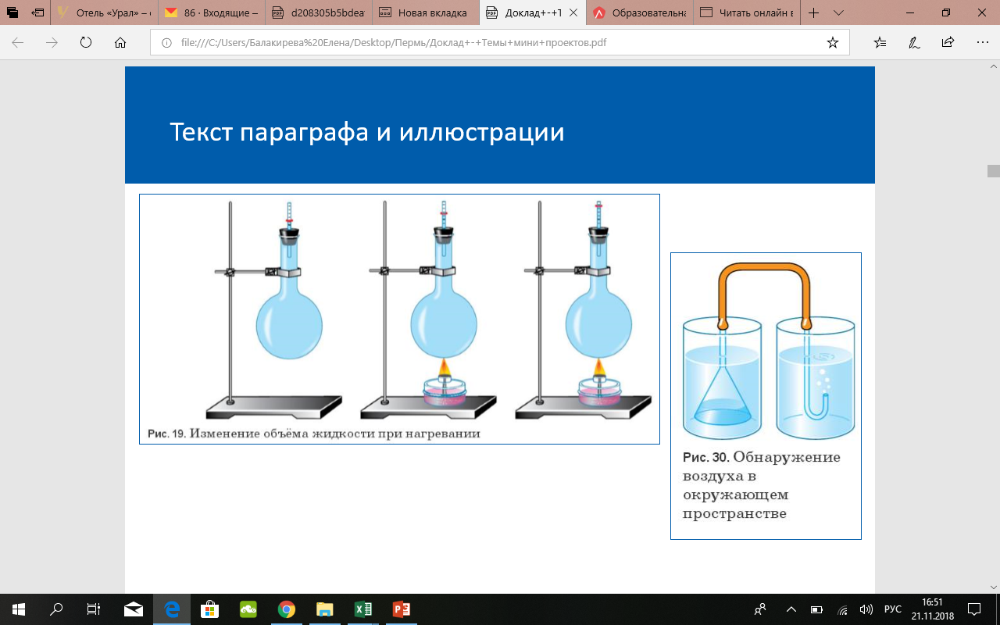 Отель «Урал» –
86 · Входящие –
d208305b5bdea
Новая вкладка
Доклад+-+Т
Образовательна
Читать онлайн в
file:///C:/Users/Балакирева%20Елена/Desktop/Пермь/Доклад+-+Темы+мини+проектов.pdf
Текст параграфа и иллюстрации
Рис. 19. Изменение объёма жидкости при нагревании
Рис. 30. Обнаружение
воздуха в
окружающем
пространстве
РУС
16:51
21.11.2018